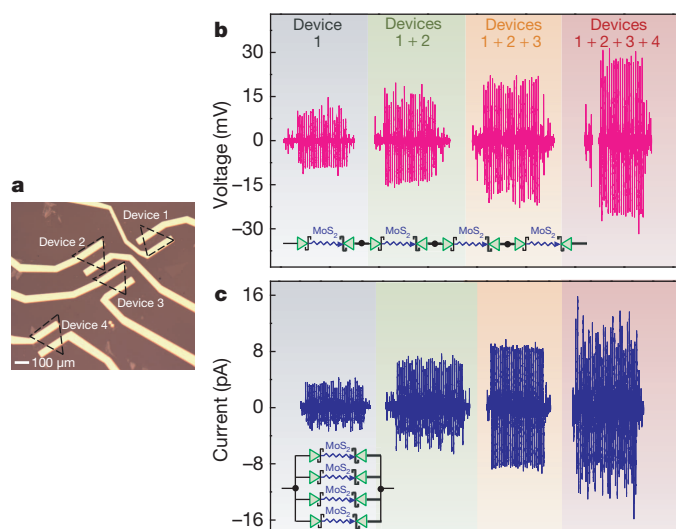 a
Device 1
Device 2
Device 3
Device 4
100 µm
b
Device
1
Devices
1 + 2
Devices
1 + 2 + 3
Devices
1 + 2 + 3 + 4
Voltage (mV)
30
15
0
–15
–30
MoS2
MoS2
MoS2
MoS2
c
Current (pA)
16
8
0
–8
–16
MoS2
MoS2
MoS2
MoS2